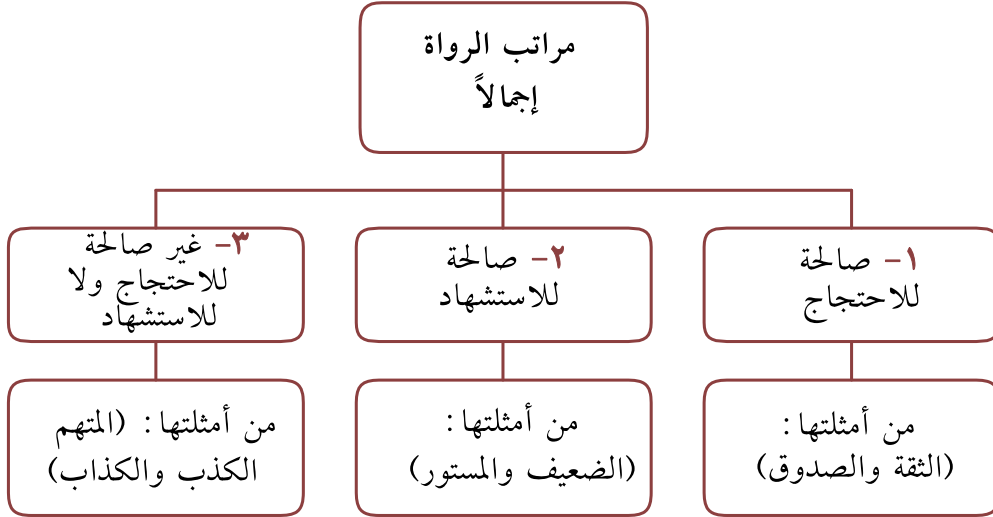 مراتب الرواة
إجمالاً
١- صالحة
للاحتجاج
٢- صالحة
للاستشهاد
٣- غير صالحة
للاحتجاج ولا
للاستشهاد
من أمثلتها:
(الثقة والصدوق)
من أمثلتها:
(الضعيف والمستور)
من أمثلتها: (المتهم
الكذب والكذاب)